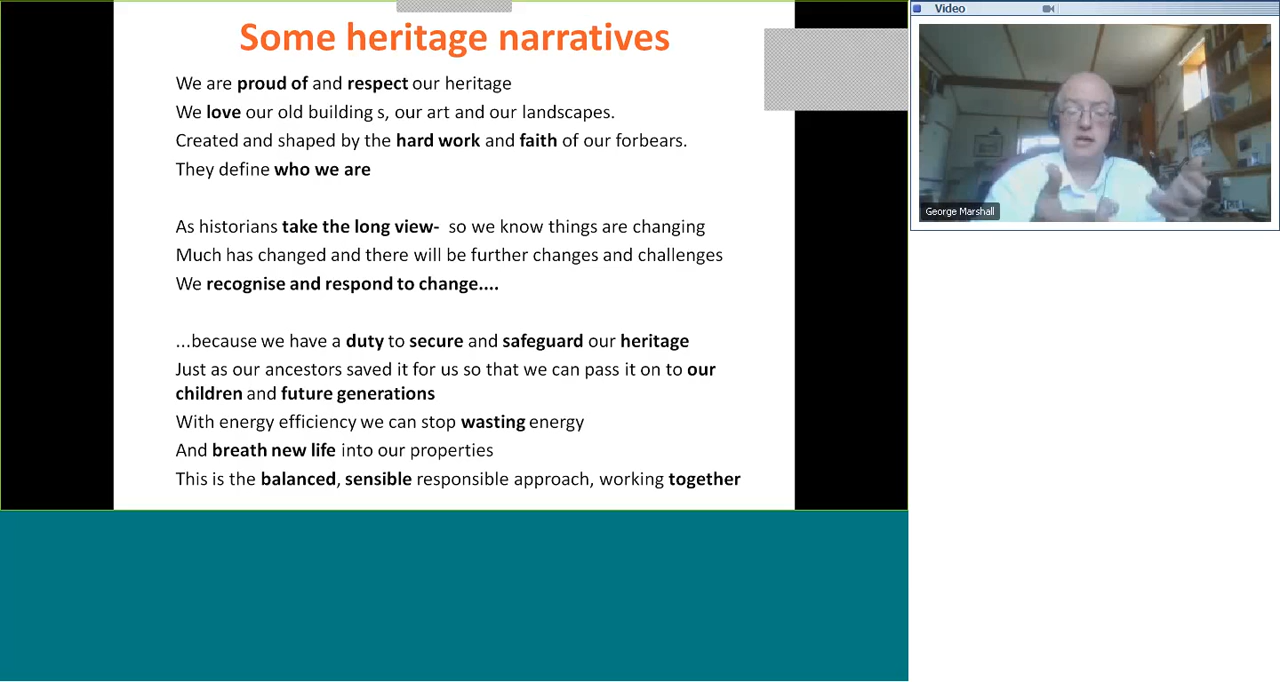 Some heritage narratives
We are proud of and respect our heritage
We love our old building s, our art and our landscapes.
Created and shaped by the hard work and faith of our forbears.
They define who we are
As historians take the long view-  so we know things are changing
Much has changed and there will be further changes and challenges
We recognise and respond to change....
...because we have a duty to secure and safeguard our heritage
Just as our ancestors saved it for us so that we can pass it on to our
children and future generations
With energy efficiency we can stop wasting energy
And breath new life into our properties
This is the balanced, sensible responsible approach, working together
Video
George Marshall